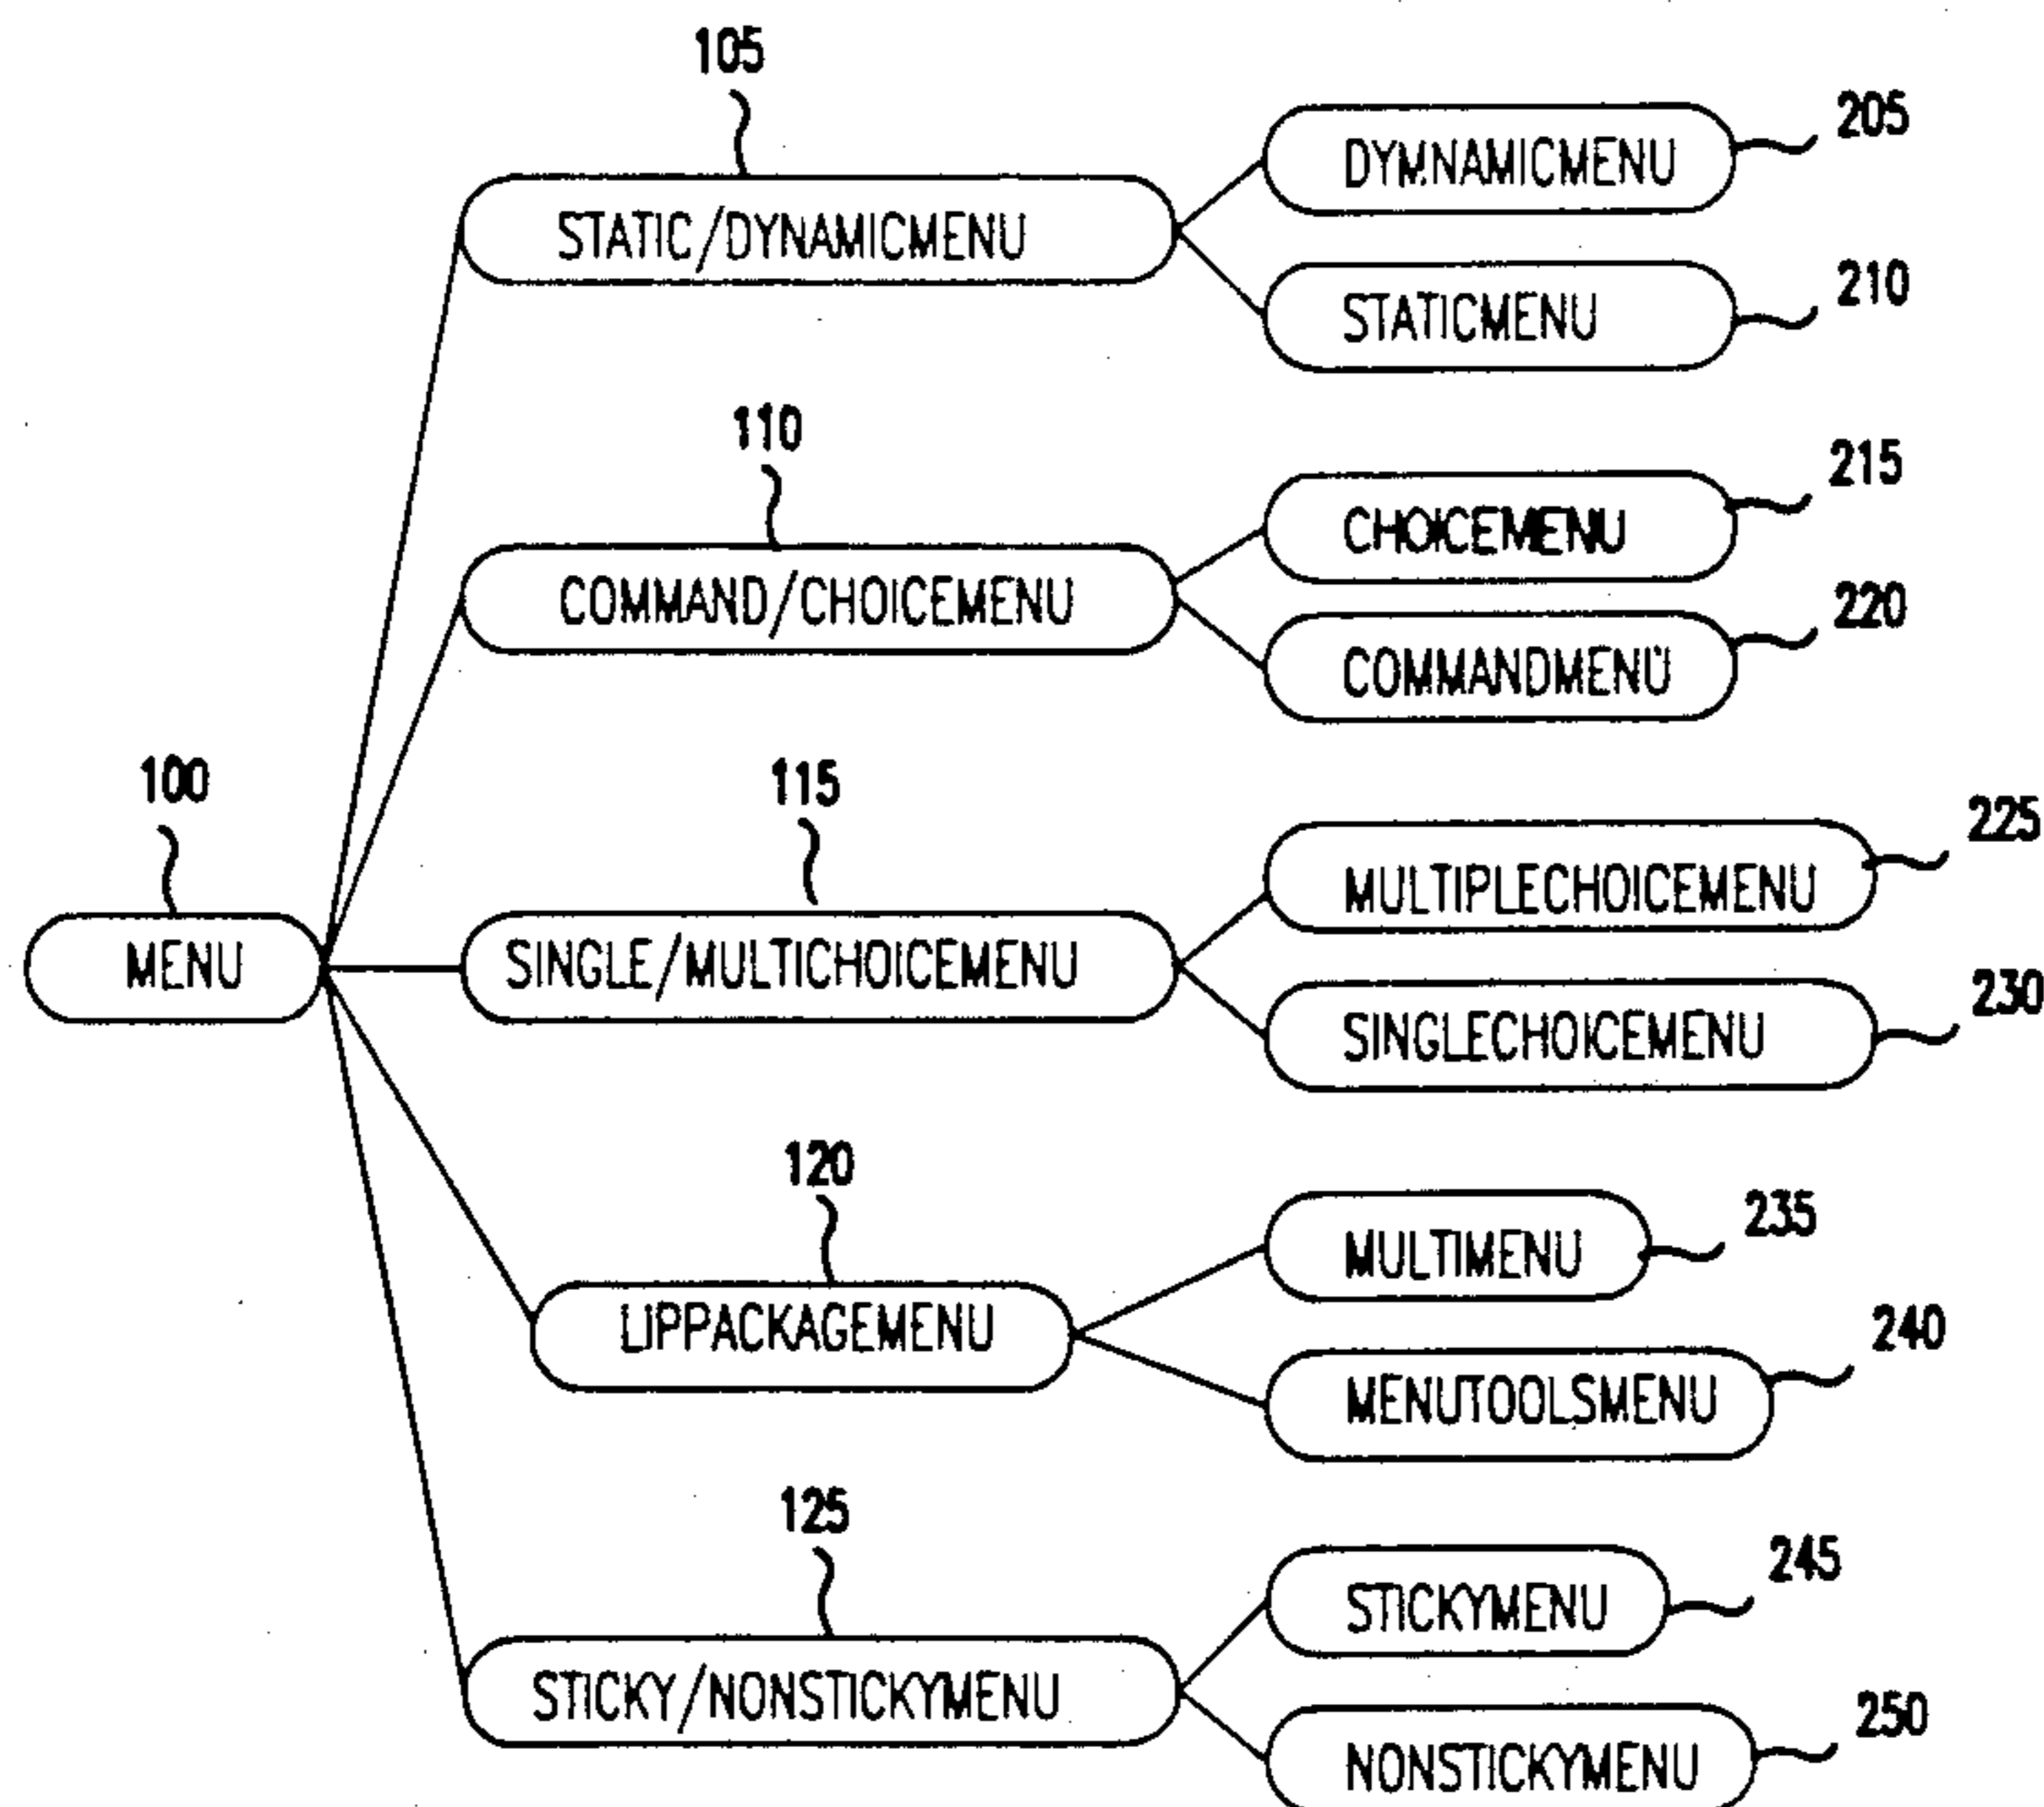 105
STATIC/DYNAMICMENU
DYMNAMICMENU
205
STATICMENU
210
110
COMMAND/CHOICEMENU
CHOICEMENU
215
COMMANDMENU
220
100
MENU
115
SINGLE/MULTICHOICEMENU
MULTIPLECHOICEMENU
225
SINGLECHOICEMENU
230
120
LIPPACKAGEMENU
MULTIMENU
235
MENUTOOLSMENU
240
125
STICKY/NONSTICKYMENU
STICKYMENU
245
NONSTICKYMENU
250